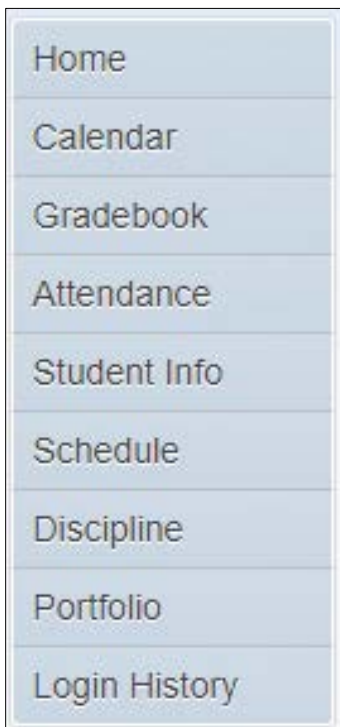 Home
Calendar
Gradebook
Attendance
Student Info
Schedule
Discipline
Portfolio
Login History